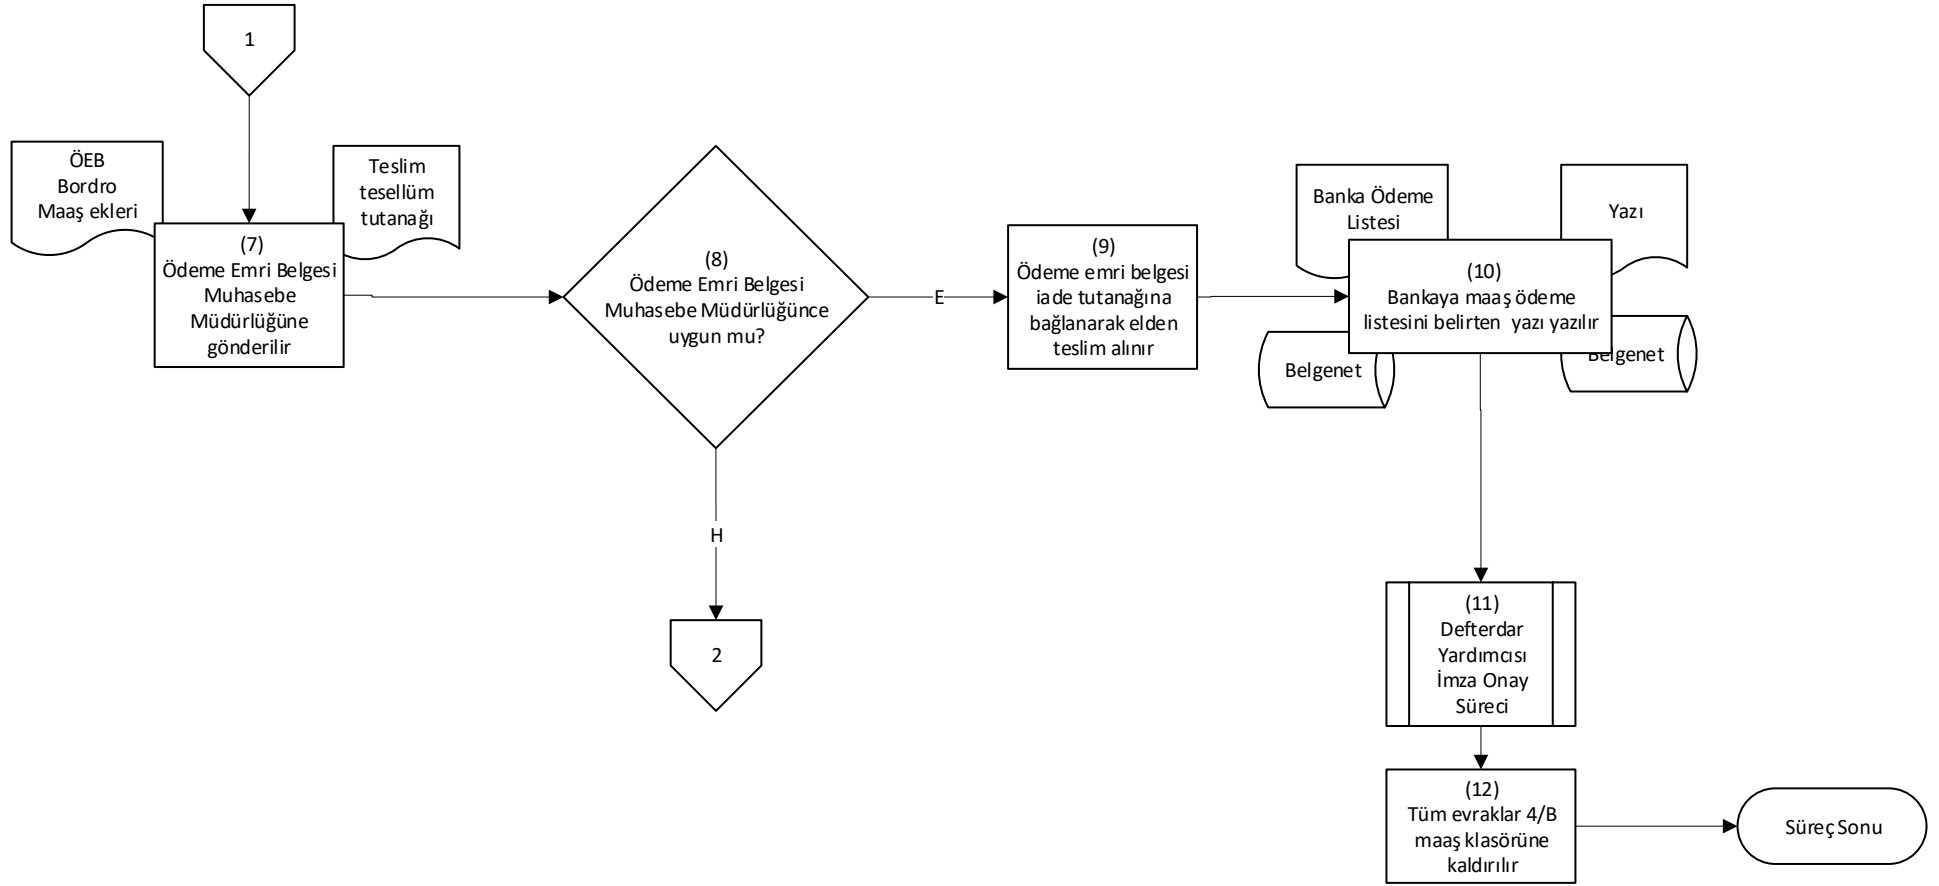 1
ÖEB
Bordro
Maaş ekleri
Teslim
tesellüm
tutanağı
(7)
Ödeme Emri Belgesi
Muhasebe
Müdürlüğüne
gönderilir
(8)
Ödeme Emri Belgesi
Muhasebe Müdürlüğünce
uygun mu?
E
H
2
(9)
Ödeme emri belgesi
iade tutanağına
bağlanarak elden
teslim alınır
Banka Ödeme
Listesi
Yazı
(10)
Bankaya maaş ödeme
listesini belirten  yazı yazılır
Belgenet
Belgenet
(11)
Defterdar
Yardımcısı
İmza Onay
Süreci
(12)
Tüm evraklar 4/B
maaş klasörüne
kaldırılır
Süreç Sonu